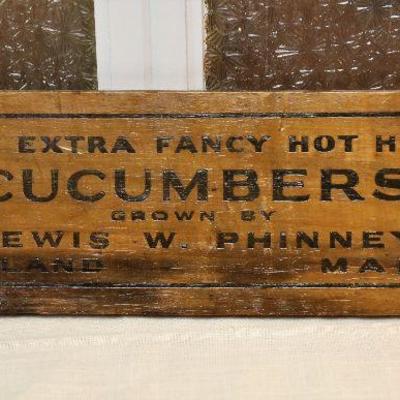 EXTRA FANCY HOT H
CUCUMBERS
GROWN BY
EWIS W. PHINNEY
LAND MA